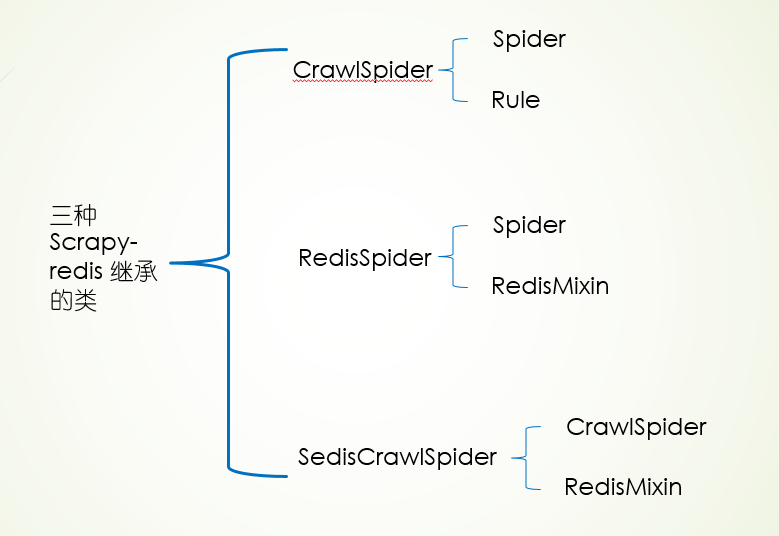 三种
Scrapy-
redis 继承
的类
CrawlSpider
Spider
Rule
RedisSpider
Spider
RedisMixin
SedisCrawlSpider
CrawlSpider
RedisMixin